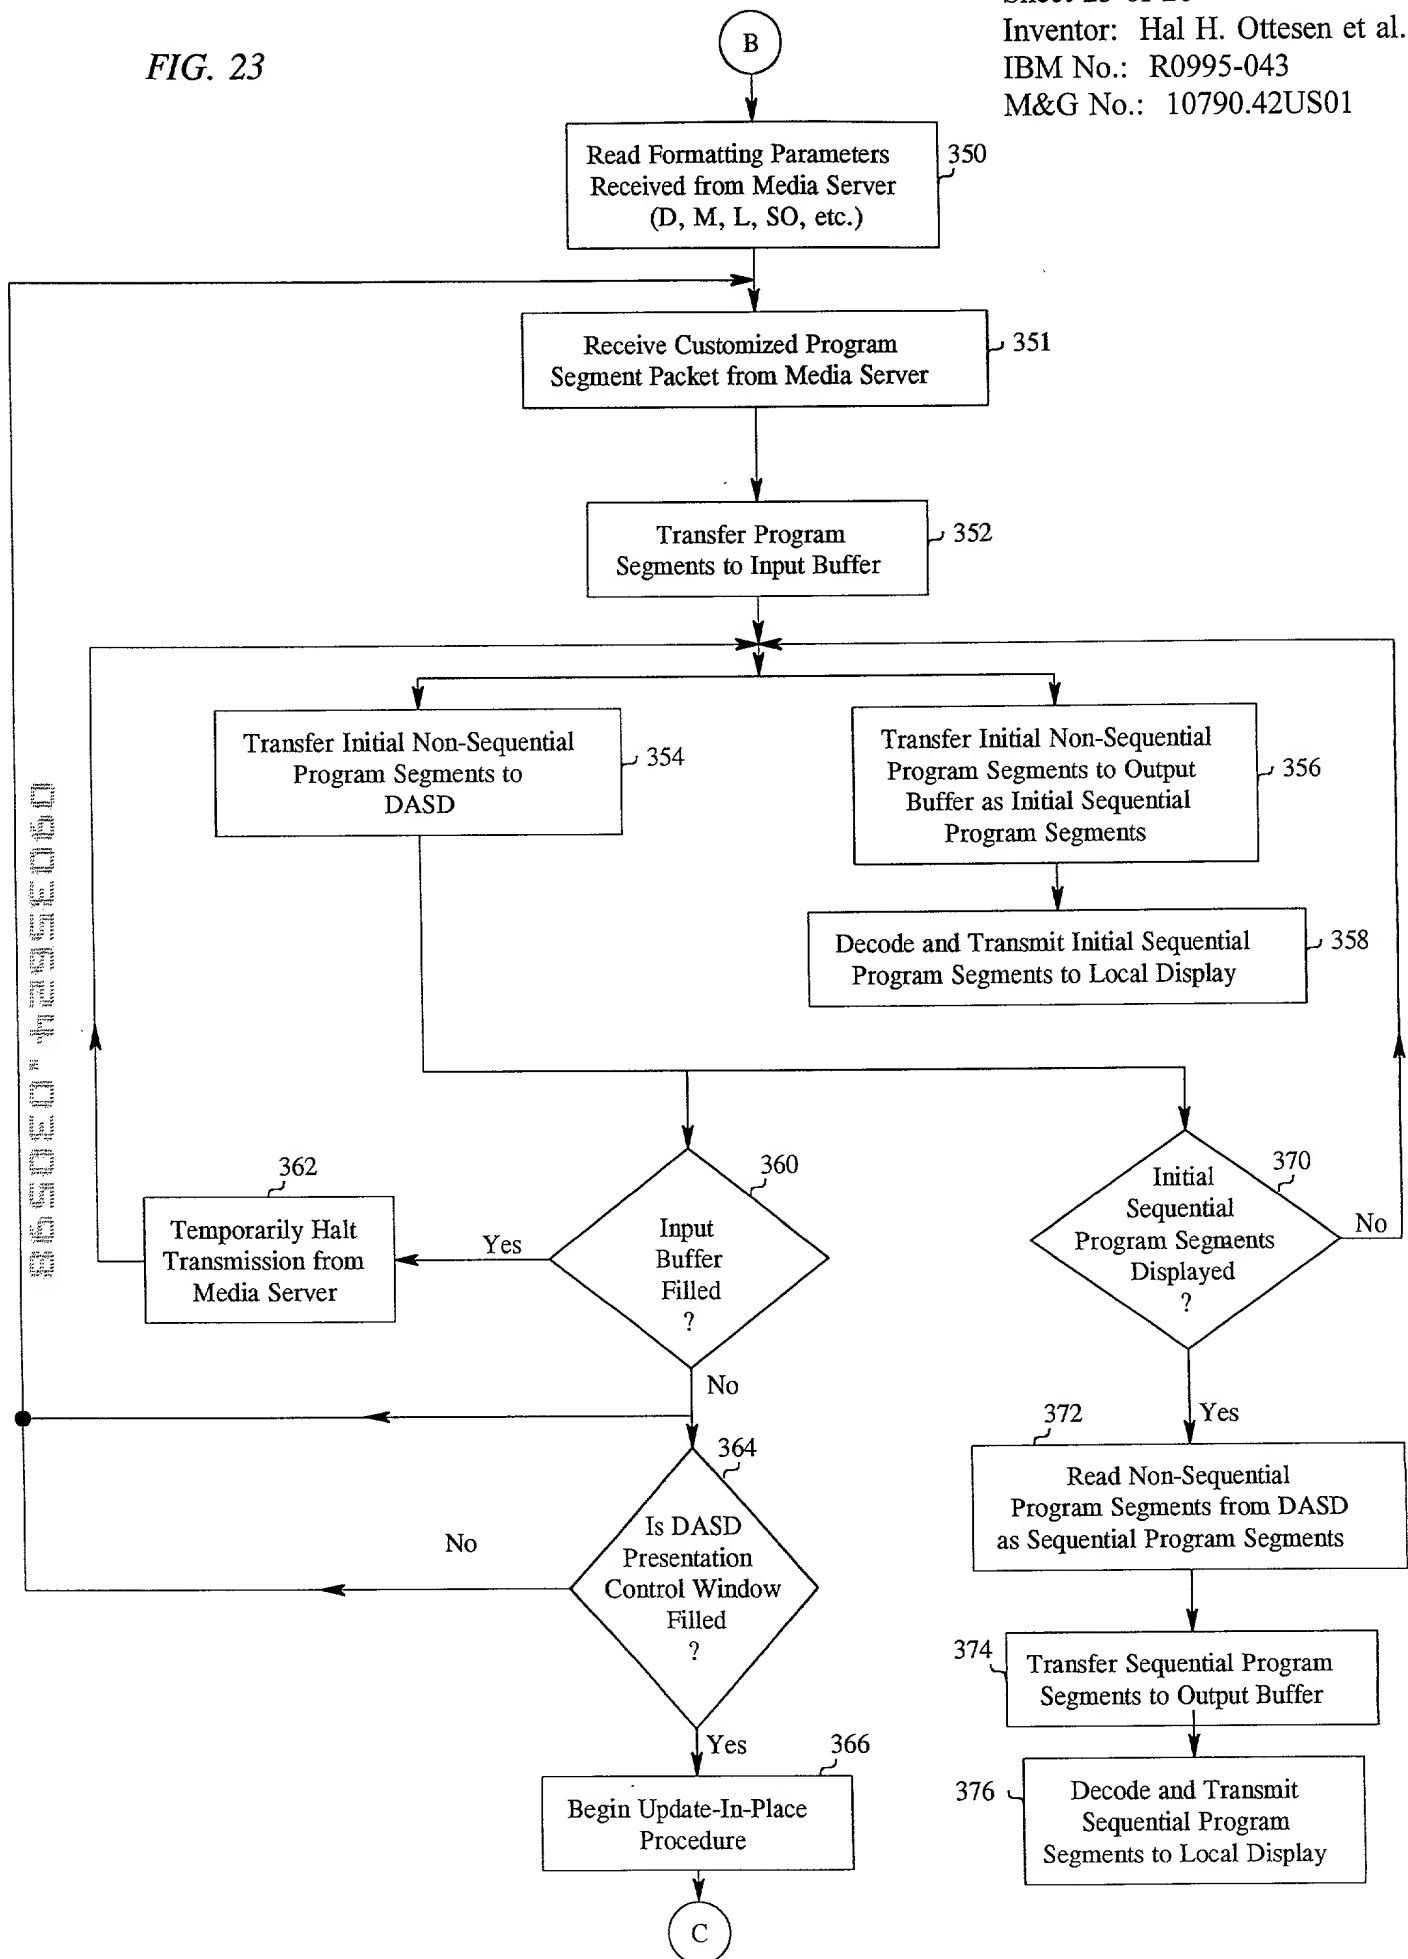 Inventor: Hal H. Ottesen et al.
IBM No.: R0995-043
M&G No.: 10790.42US01
FIG. 23
B
Read Formatting Parameters
Received from Media Server
(D, M, L, SO, etc.)
350
Receive Customized Program
Segment Packet from Media Server
351
Transfer Program
Segments to Input Buffer
352
Transfer Initial Non-Sequential
Program Segments to
DASD
354
Transfer Initial Non-Sequential
Program Segments to Output
Buffer as Initial Sequential
Program Segments
356
Decode and Transmit Initial Sequential
Program Segments to Local Display
358
360
Input
Buffer
Filled
?
Yes
No
362
Temporarily Halt
Transmission from
Media Server
370
Initial
Sequential
Program Segments
Displayed
?
No
Yes
364
Is DASD
Presentation
Control Window
Filled
?
No
Yes
366
Begin Update-In-Place
Procedure
C
372
Read Non-Sequential
Program Segments from DASD
as Sequential Program Segments
374
Transfer Sequential Program
Segments to Output Buffer
376
Decode and Transmit
Sequential Program
Segments to Local Display